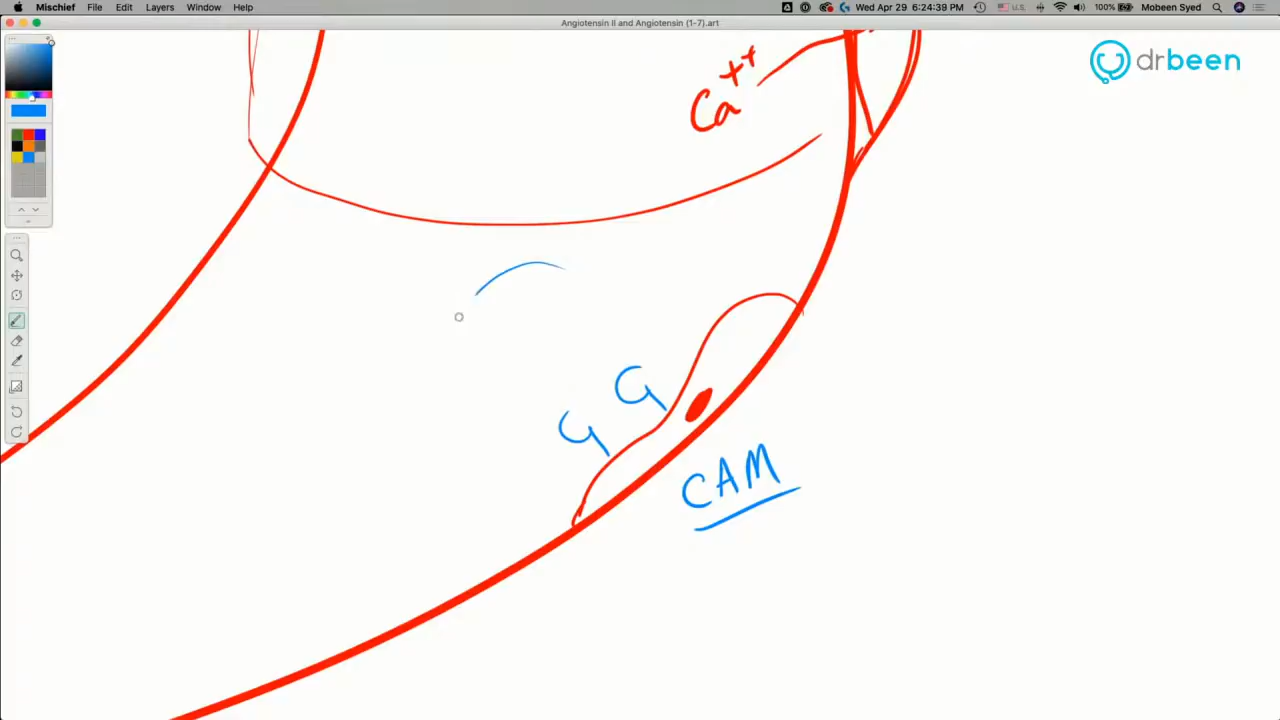 Mischief File Edit Layers Window Help
U.S. 100% Wed Apr 29 6:24:39 PM Mobeen Syed
Angiotensin II and Angiotensin (1-7).art
drbeen
Ca++
CAM